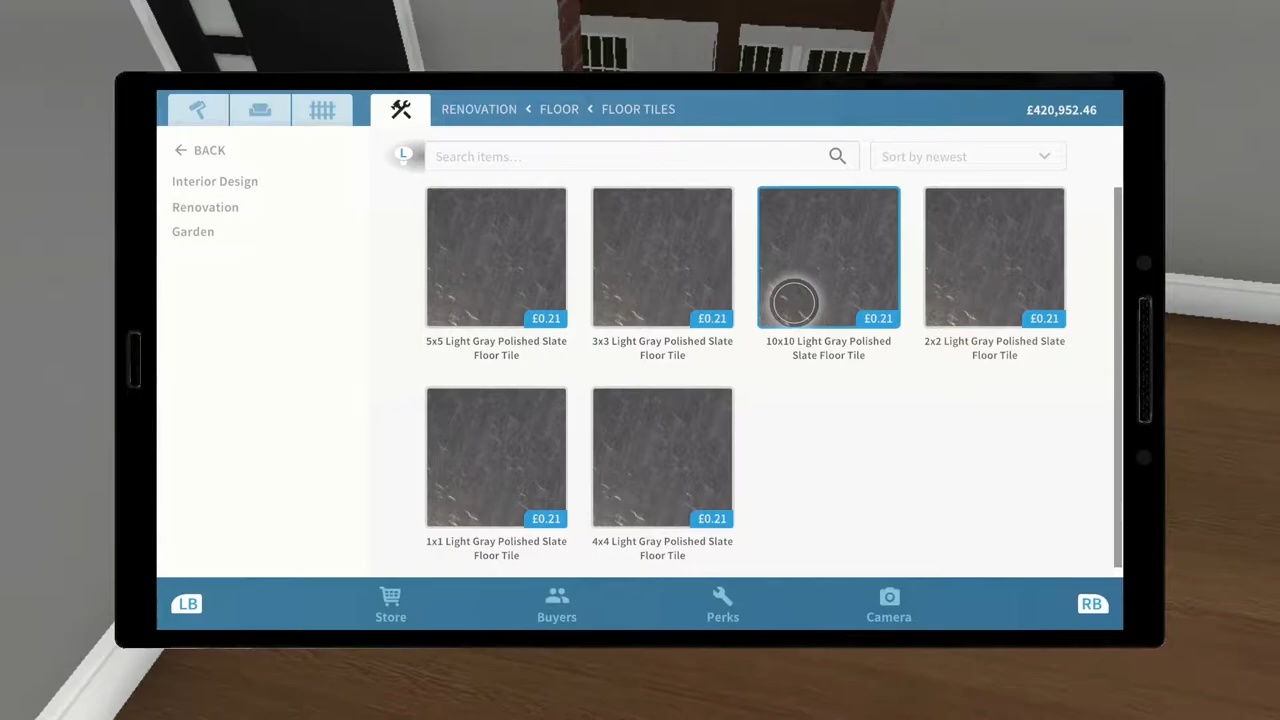 RENOVATION < FLOOR < FLOOR TILES
£420,952.46
BACK
Interior Design
Renovation
Garden
L
Search items...
Sort by newest
£0.21
£0.21
£0.21
£0.21
5x5 Light Gray Polished Slate
Floor Tile
3x3 Light Gray Polished Slate
Floor Tile
10x10 Light Gray Polished
Slate Floor Tile
2x2 Light Gray Polished Slate
Floor Tile
£0.21
£0.21
1x1 Light Gray Polished Slate
Floor Tile
4x4 Light Gray Polished Slate
Floor Tile
LB
Store
Buyers
Perks
Camera
RB